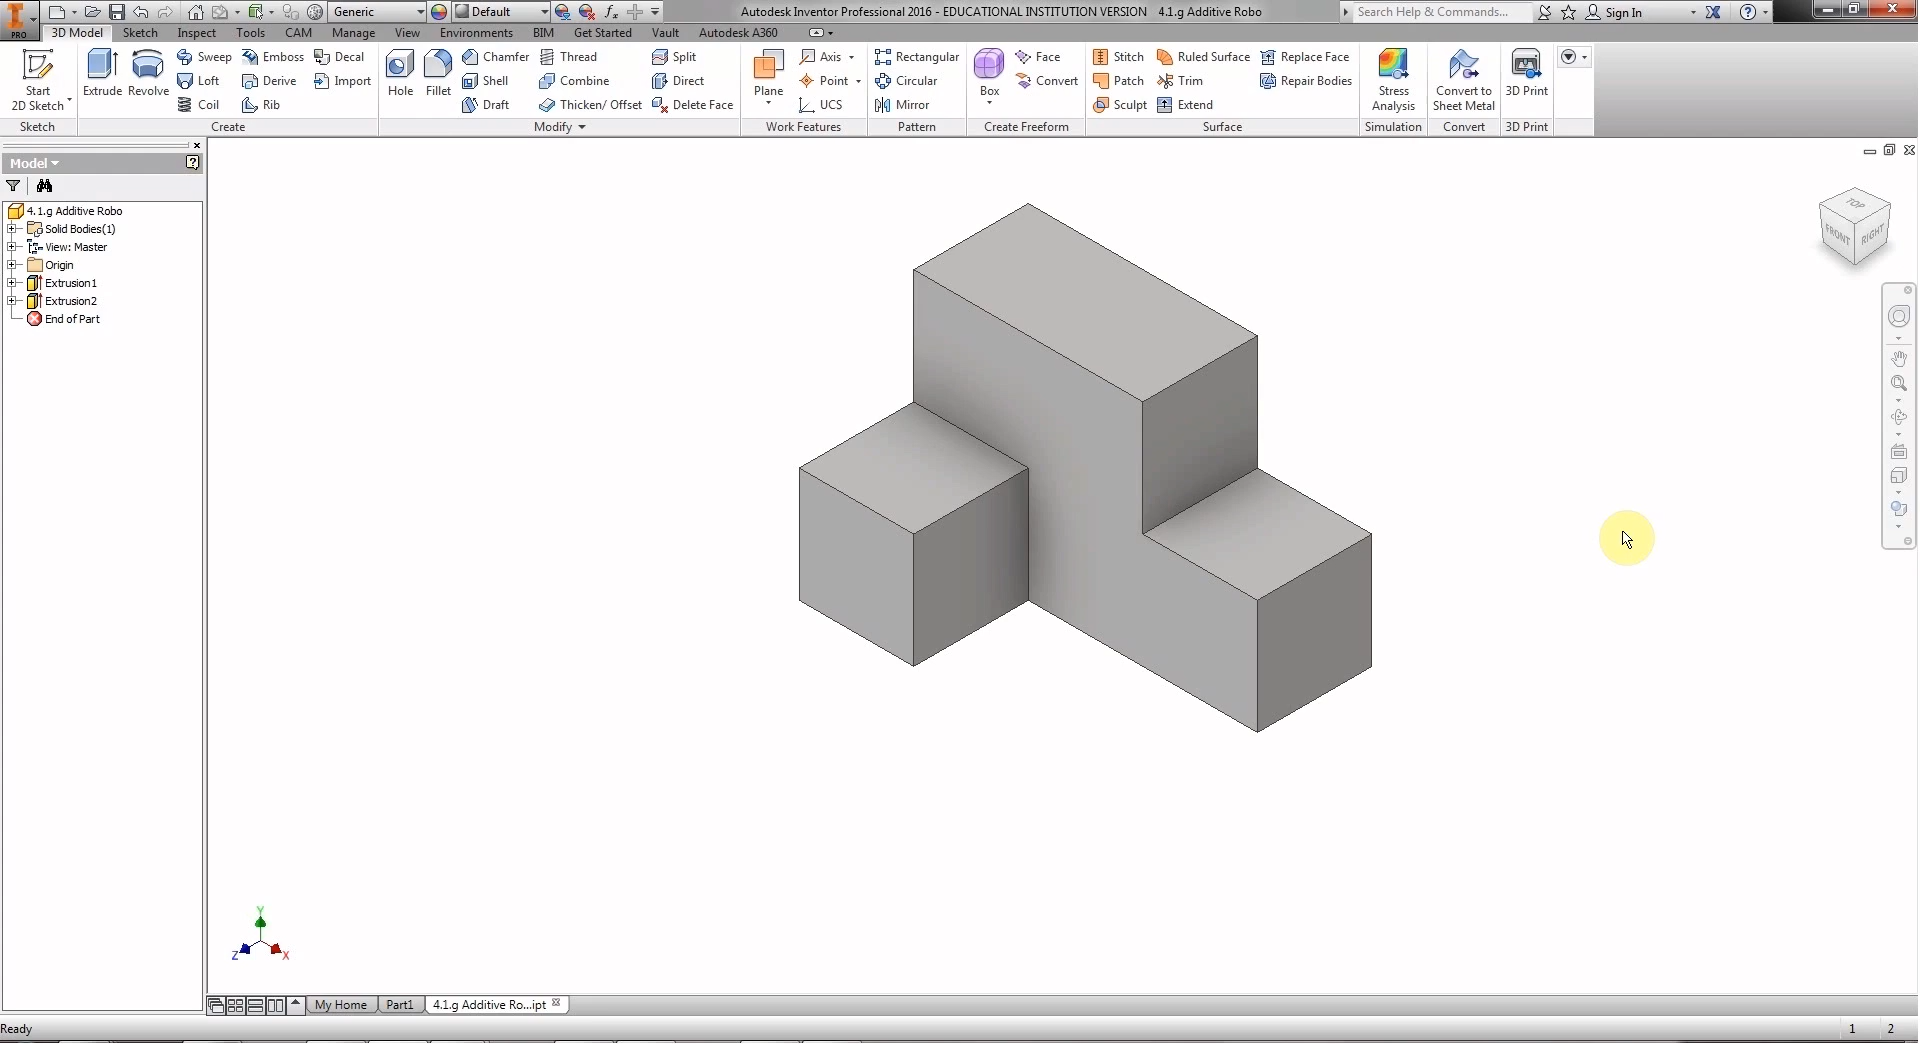 PRO
Generic
Default
Autodesk Inventor Professional 2016 - EDUCATIONAL INSTITUTION VERSION 4.1.g Additive Robo
Search Help & Commands...
Sign In
3D Model Sketch Inspect Tools CAM Manage View Environments BIM Get Started Vault Autodesk A360
Start
2D Sketch
Extrude Revolve
Sweep Emboss Decal
Loft Derive Import
Coil Rib
Hole Fillet
Chamfer Thread Split
Shell Combine Direct
Draft Thicken/ Offset Delete Face
Plane
Axis
Point
UCS
Rectangular
Circular
Mirror
Box
Face
Convert
Stitch Ruled Surface Replace Face
Patch Trim Repair Bodies
Sculpt Extend
Stress
Analysis
Convert to
Sheet Metal
3D Print
Sketch Create Modify Work Features Pattern Create Freeform Surface Simulation Convert 3D Print
Model
4.1.g Additive Robo
Solid Bodies(1)
View: Master
Origin
Extrusion1
Extrusion2
End of Part
TOP
FRONT RIGHT
Y
Z X
My Home Part1 4.1.g Additive Ro...ipt
Ready
1 2